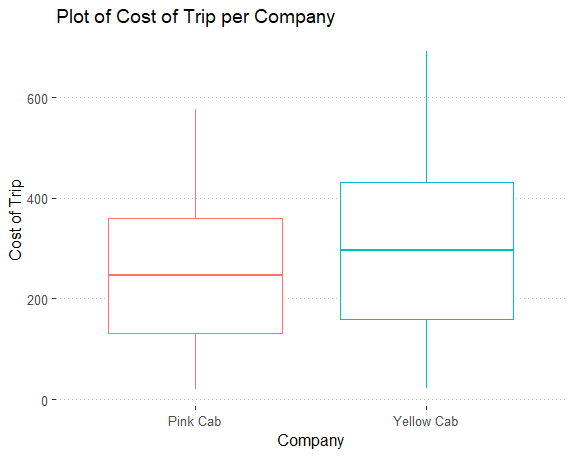 Plot of Cost of Trip per Company
Cost of Trip
600
400
200
0
Pink Cab
Yellow Cab
Company